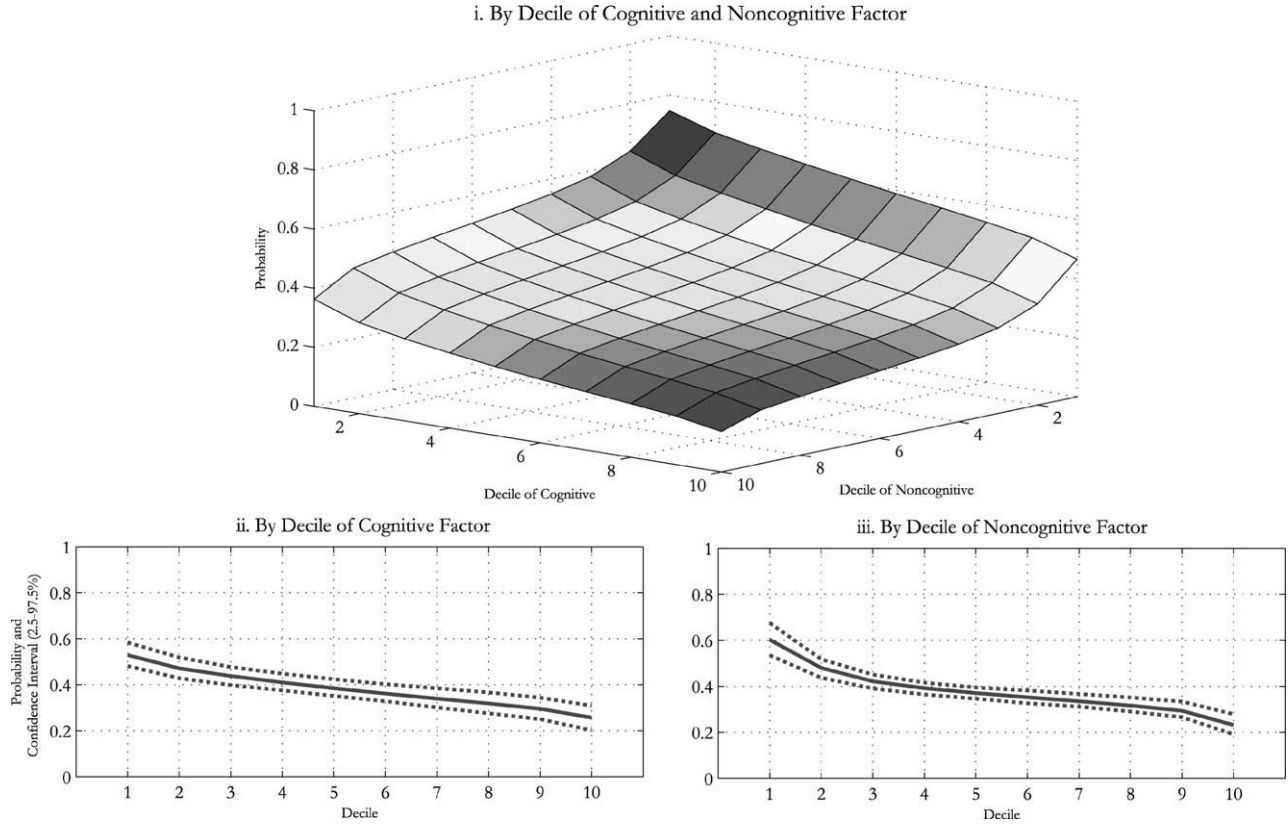 i. By Decile of Cognitive and Noncognitive Factor
1
0.8
0.6
0.4
0.2
0
Probability
2
4
6
8
10
Decile of Cognitive
10
8
6
4
2
Decile of Noncognitive
ii. By Decile of Cognitive Factor
1
0.8
0.6
0.4
0.2
0
Probability and
Confidence Interval (2.5-97.5%)
1 2 3 4 5 6 7 8 9 10
Decile
iii. By Decile of Noncognitive Factor
1
0.8
0.6
0.4
0.2
0
1 2 3 4 5 6 7 8 9 10
Decile